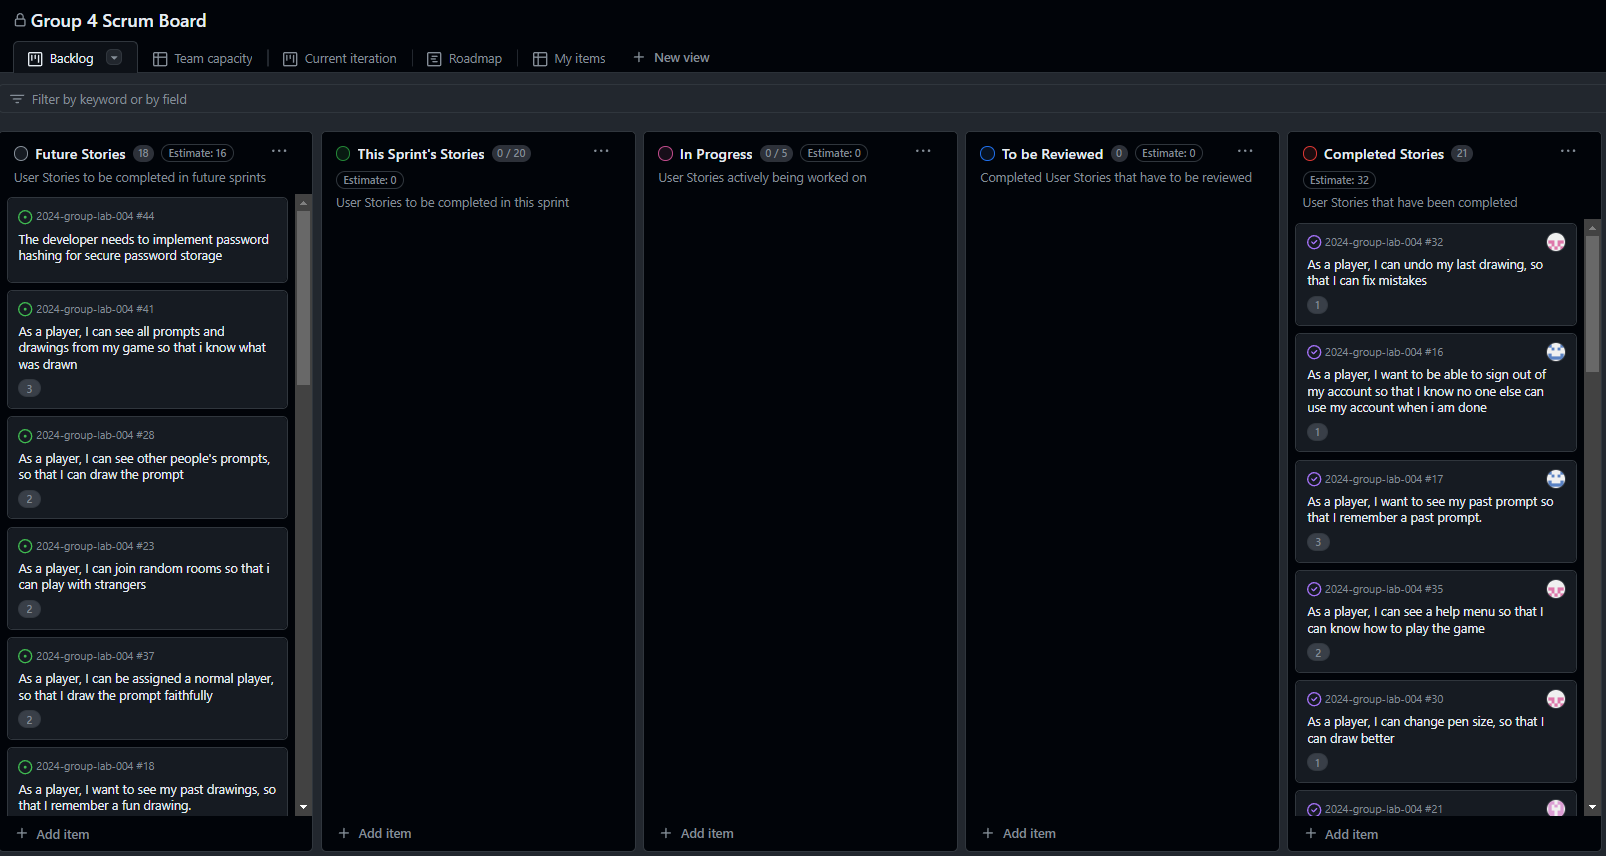 Group 4 Scrum Board
Backlog
Team capacity
Current iteration
Roadmap
My items
New view
Filter by keyword or by field
Future Stories 18 Estimate: 16
User Stories to be completed in future sprints
2024-group-lab-004 #44
The developer needs to implement password
hashing for secure password storage
2024-group-lab-004 #41
As a player, I can see all prompts and
drawings from my game so that i know what
was drawn
3
2024-group-lab-004 #28
As a player, I can see other people's prompts,
so that I can draw the prompt
2
2024-group-lab-004 #23
As a player, I can join random rooms so that i
can play with strangers
2
2024-group-lab-004 #37
As a player, I can be assigned a normal player,
so that I draw the prompt faithfully
2
2024-group-lab-004 #18
As a player, I want to see my past drawings, so
that I remember a fun drawing.
Add item
This Sprint's Stories 0 / 20
Estimate: 0
User Stories to be completed in this sprint
Add item
In Progress 0 / 5 Estimate: 0
User Stories actively being worked on
Add item
To be Reviewed 0 Estimate: 0
Completed User Stories that have to be reviewed
Add item
Completed Stories 21
Estimate: 32
User Stories that have been completed
2024-group-lab-004 #32
As a player, I can undo my last drawing, so
that I can fix mistakes
1
2024-group-lab-004 #16
As a player, I want to be able to sign out of
my account so that I know no one else can
use my account when i am done
1
2024-group-lab-004 #17
As a player, I want to see my past prompt so
that I remember a past prompt.
3
2024-group-lab-004 #35
As a player, I can see a help menu so that I
can know how to play the game
2
2024-group-lab-004 #30
As a player, I can change pen size, so that I
can draw better
1
2024-group-lab-004 #21
Add item